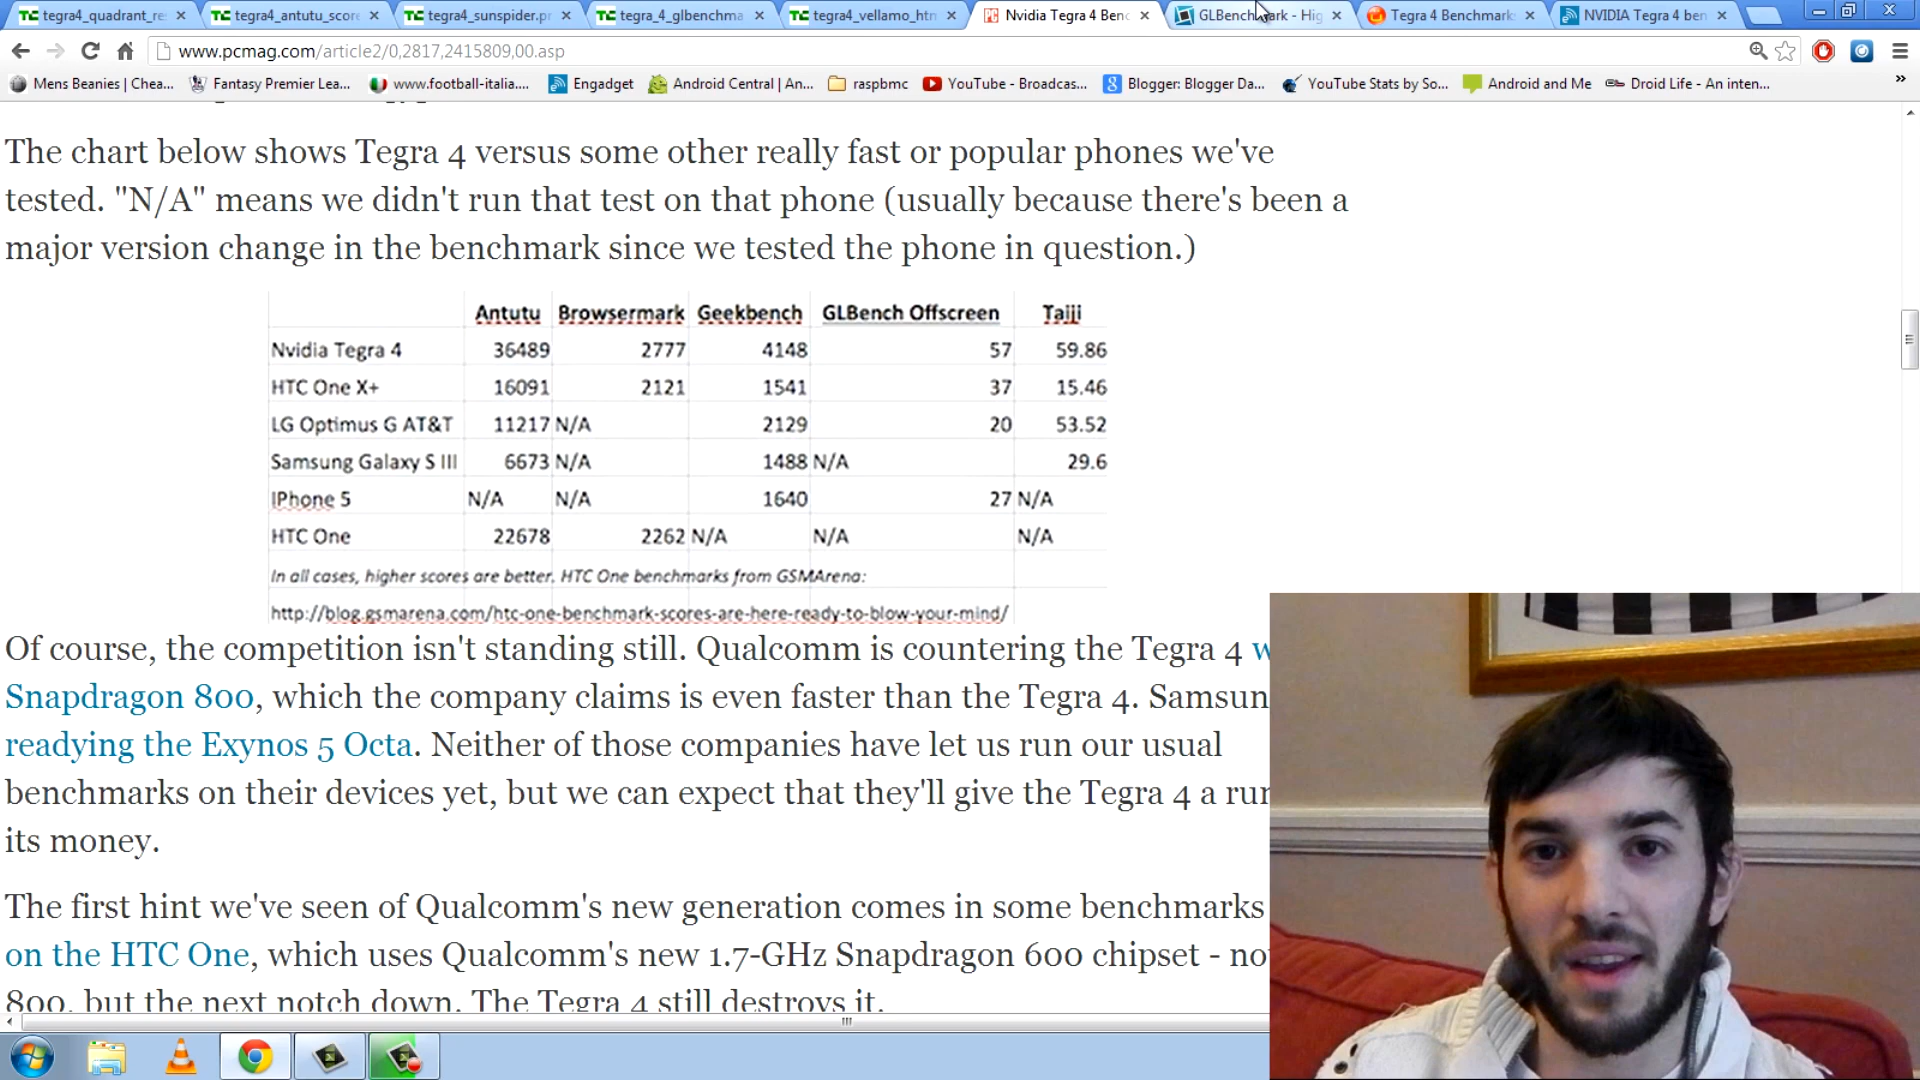 tegra4_quadrant_re
tegra4_antutu_scor
tegra4_sunspider.pr
tegra_4_glbenchma
tegra4_vellamo_htn
Nvidia Tegra 4 Benc
GLBenchmark - Hig
Tegra 4 Benchmark
NVIDIA Tegra 4 ben
www.pcmag.com/article2/0,2817,2415809,00.asp
Mens Beanies | Chea...
Fantasy Premier Lea...
www.football-italia....
Engadget
Android Central | An...
raspbmc
YouTube - Broadcas...
Blogger: Blogger Da...
YouTube Stats by So...
Android and Me
Droid Life - An inten...
The chart below shows Tegra 4 versus some other really fast or popular phones we've
tested. "N/A" means we didn't run that test on that phone (usually because there's been a
major version change in the benchmark since we tested the phone in question.)
Antutu Browsermark Geekbench GLBench Offscreen Taiji
Nvidia Tegra 4 36489 2777 4148 57 59.86
HTC One X+ 16091 2121 1541 37 15.46
LG Optimus G AT&T 11217 N/A 2129 20 53.52
Samsung Galaxy S III 6673 N/A 1488 N/A 29.6
IPhone 5 N/A N/A 1640 27 N/A
HTC One 22678 2262 N/A N/A N/A
In all cases, higher scores are better. HTC One benchmarks from GSMArena:
http://blog.gsmarena.com/htc-one-benchmark-scores-are-here-ready-to-blow-your-mind/
Of course, the competition isn't standing still. Qualcomm is countering the Tegra 4 w
Snapdragon 800, which the company claims is even faster than the Tegra 4. Samsun
readying the Exynos 5 Octa. Neither of those companies have let us run our usual
benchmarks on their devices yet, but we can expect that they'll give the Tegra 4 a run
its money.
The first hint we've seen of Qualcomm's new generation comes in some benchmarks
on the HTC One, which uses Qualcomm's new 1.7-GHz Snapdragon 600 chipset - no
800, but the next notch down. The Tegra 4 still destroys it.